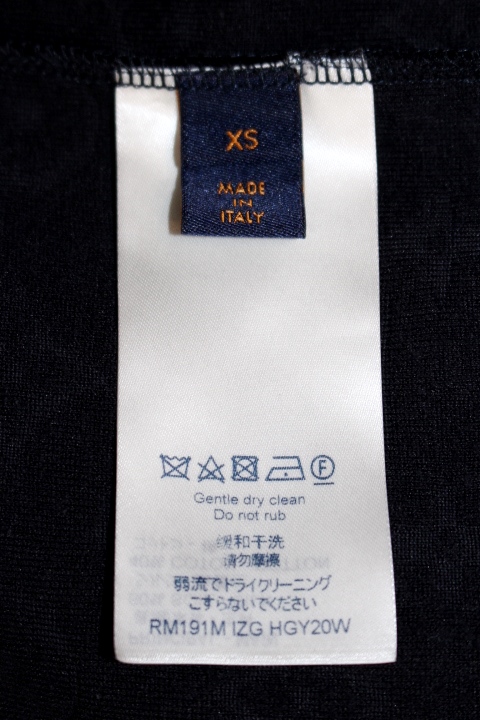 XS
MADE
IN
ITALY
F
Gentle dry clean
Do not rub
缓和干洗
请勿摩擦
弱流でドライクリーニング
こすらないでください
RM191M IZG HGY20W